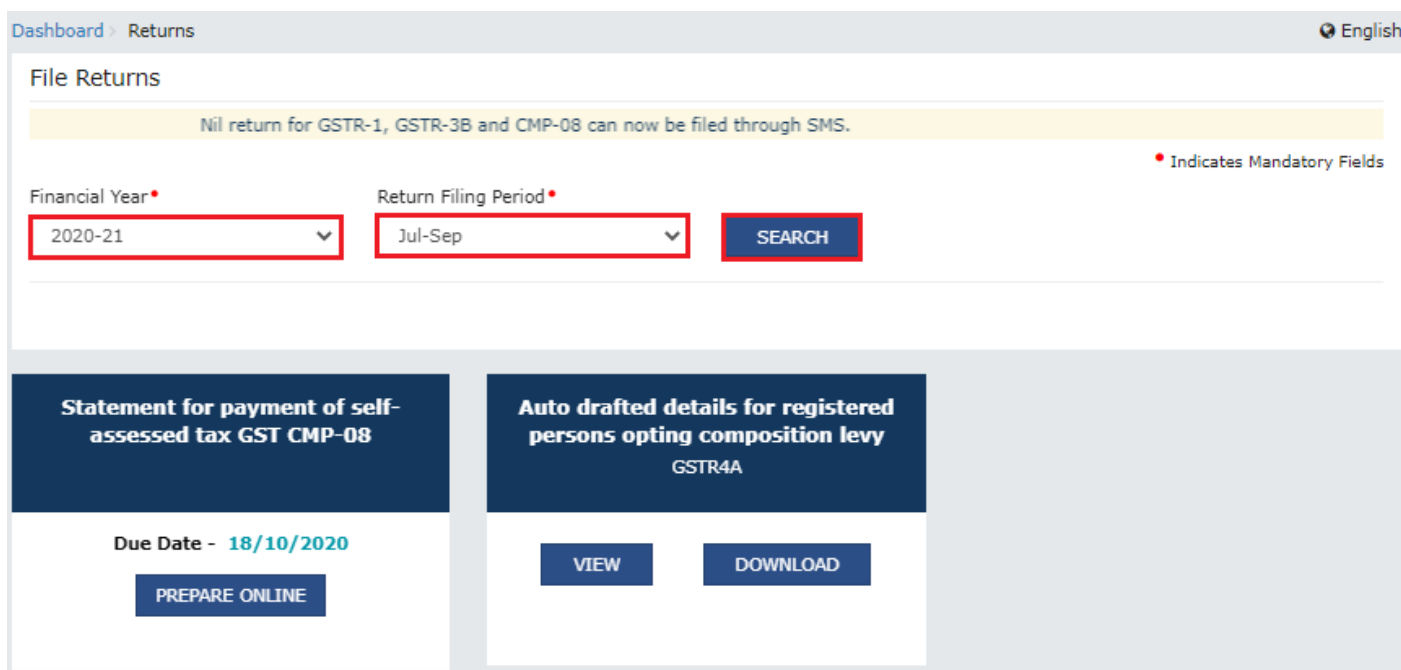 Dashboard > Returns
English
File Returns
Nil return for GSTR-1, GSTR-3B and CMP-08 can now be filed through SMS.
• Indicates Mandatory Fields
Financial Year•
Return Filing Period•
2020-21
Jul-Sep
SEARCH
Statement for payment of self-
assessed tax GST CMP-08
Due Date - 18/10/2020
PREPARE ONLINE
Auto drafted details for registered
persons opting composition levy
GSTR4A
VIEW
DOWNLOAD